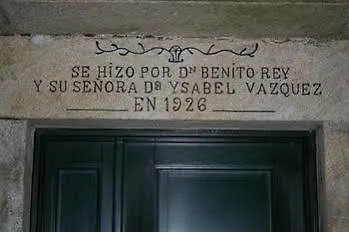 SE HIZO POR Dⁿ BENITO REY
Y SU SEÑORA Dª YSABEL VAZQUEZ
EN 1926